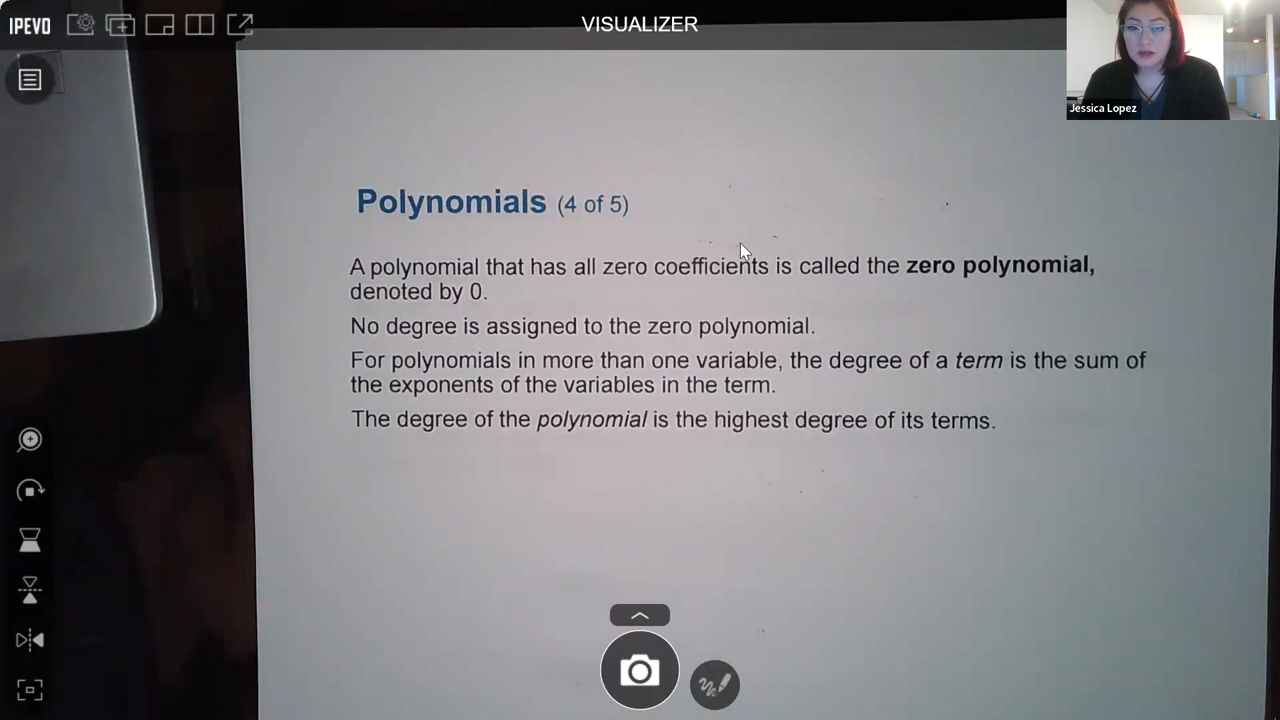 IPEVO
VISUALIZER
Jessica Lopez
Polynomials (4 of 5)
A polynomial that has all zero coefficients is called the zero polynomial,
denoted by 0.
No degree is assigned to the zero polynomial.
For polynomials in more than one variable, the degree of a term is the sum of
the exponents of the variables in the term.
The degree of the polynomial is the highest degree of its terms.